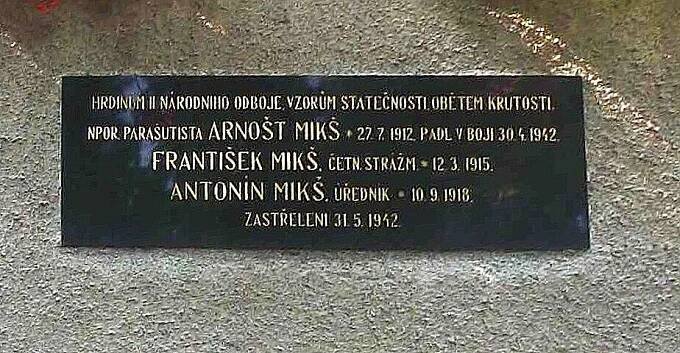 HRDINŮM II NÁRODNÍHO ODBOJE, VZORŮM STATEČNOSTI, OBĚTEM KRUTOSTI.
NPOR. PARAŠUTISTA ARNOŠT MIKŠ * 27. 7. 1912, PADL V BOJI 30. 4. 1942.
FRANTIŠEK MIKŠ, ČETN. STRÁŽM. * 12. 3. 1915.
ANTONÍN MIKŠ, ÚŘEDNÍK * 10. 9. 1918.
ZASTŘELENI 31. 5. 1942.